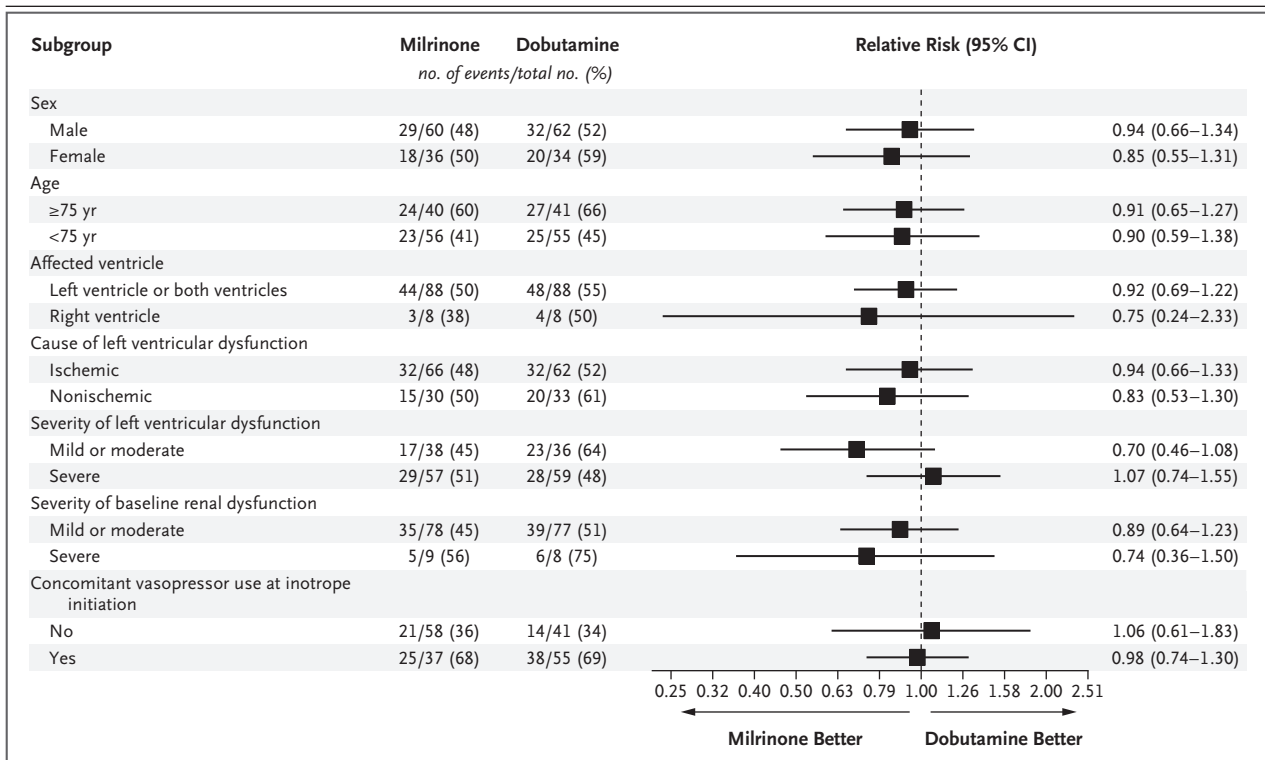 Subgroup Milrinone Dobutamine Relative Risk (95% CI)
no. of events/total no. (%)
Sex
Male 29/60 (48) 32/62 (52) 0.94 (0.66–1.34)
Female 18/36 (50) 20/34 (59) 0.85 (0.55–1.31)
Age
≥75 yr 24/40 (60) 27/41 (66) 0.91 (0.65–1.27)
<75 yr 23/56 (41) 25/55 (45) 0.90 (0.59–1.38)
Affected ventricle
Left ventricle or both ventricles 44/88 (50) 48/88 (55) 0.92 (0.69–1.22)
Right ventricle 3/8 (38) 4/8 (50) 0.75 (0.24–2.33)
Cause of left ventricular dysfunction
Ischemic 32/66 (48) 32/62 (52) 0.94 (0.66–1.33)
Nonischemic 15/30 (50) 20/33 (61) 0.83 (0.53–1.30)
Severity of left ventricular dysfunction
Mild or moderate 17/38 (45) 23/36 (64) 0.70 (0.46–1.08)
Severe 29/57 (51) 28/59 (48) 1.07 (0.74–1.55)
Severity of baseline renal dysfunction
Mild or moderate 35/78 (45) 39/77 (51) 0.89 (0.64–1.23)
Severe 5/9 (56) 6/8 (75) 0.74 (0.36–1.50)
Concomitant vasopressor use at inotrope
initiation
No 21/58 (36) 14/41 (34) 1.06 (0.61–1.83)
Yes 25/37 (68) 38/55 (69) 0.98 (0.74–1.30)
0.25 0.32 0.40 0.50 0.63 0.79 1.00 1.26 1.58 2.00 2.51
Milrinone Better Dobutamine Better